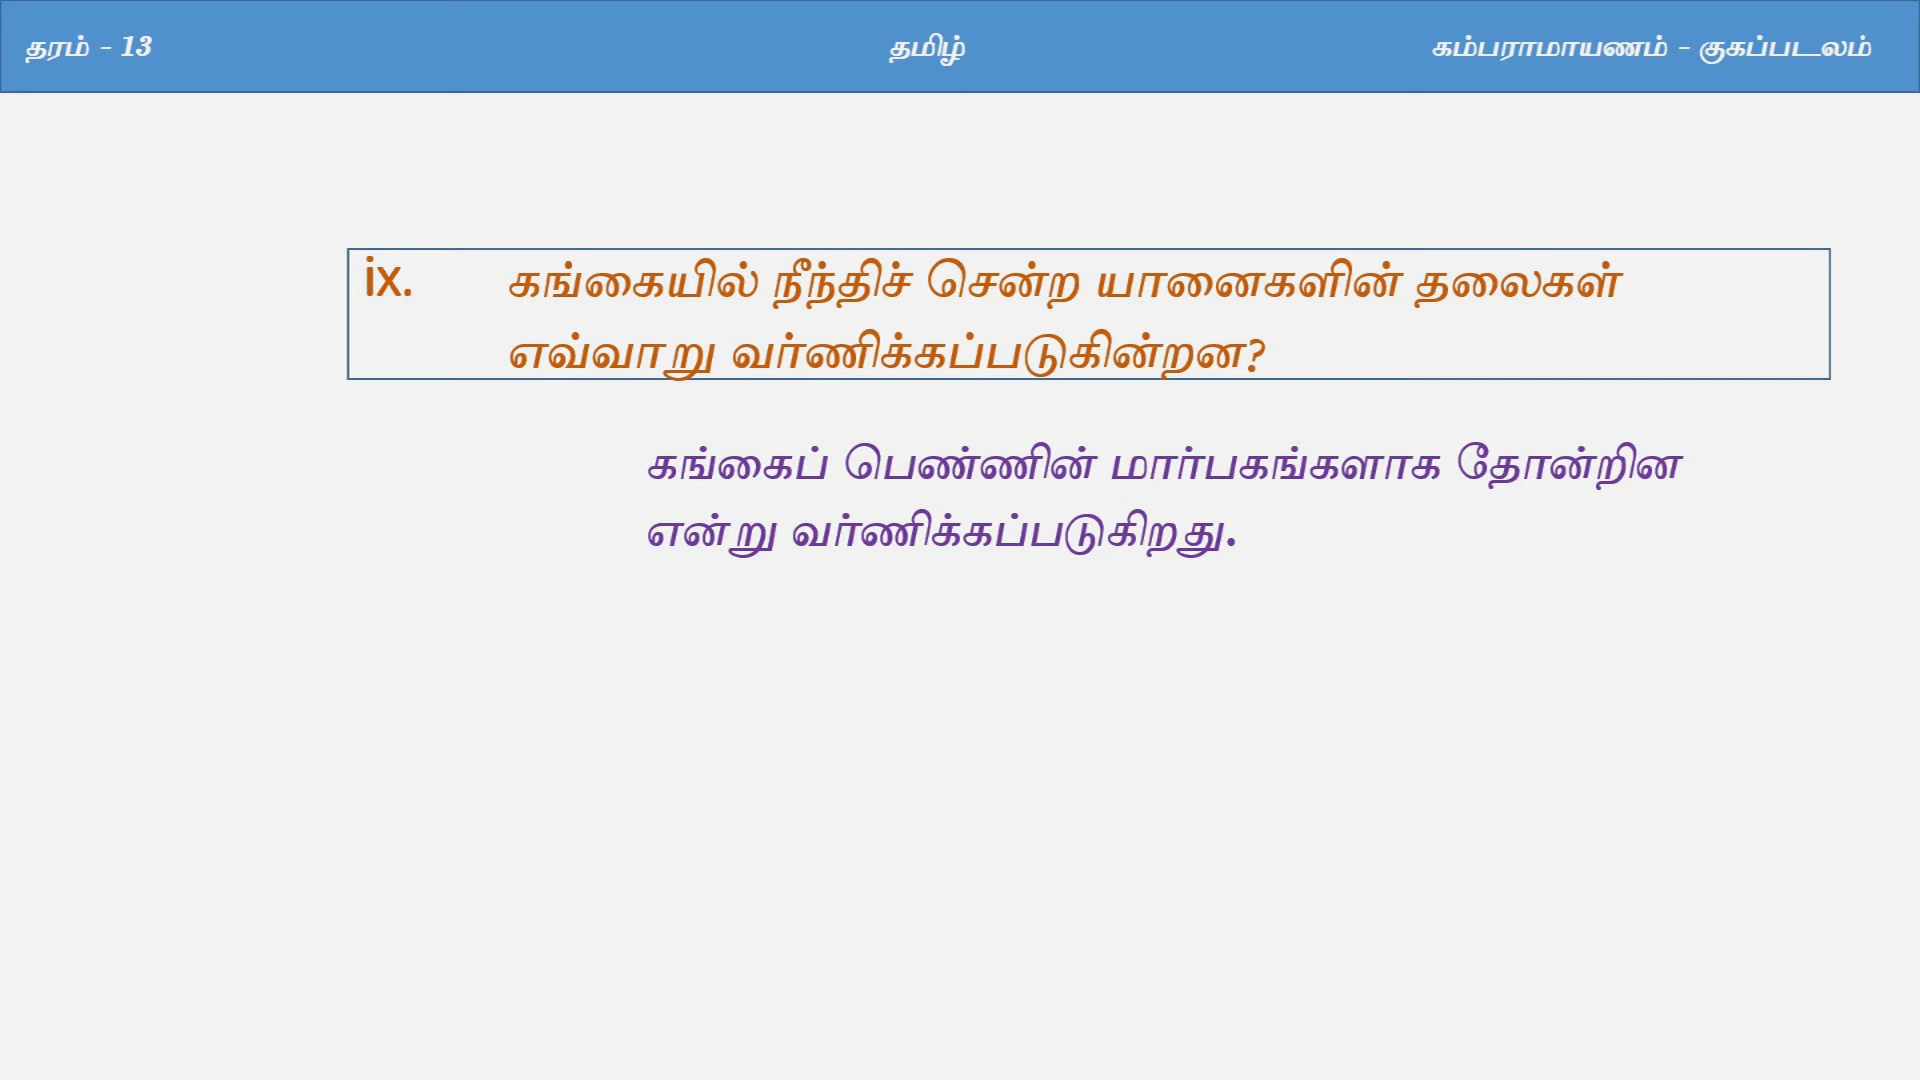 தரம் - 13
தமிழ்
கம்பராமாயணம் - குகப்படலம்
ix. கங்கையில் நீந்திச் சென்ற யானைகளின் தலைகள்
எவ்வாறு வர்ணிக்கப்படுகின்றன?
கங்கைப் பெண்ணின் மார்பகங்களாக தோன்றின
என்று வர்ணிக்கப்படுகிறது.